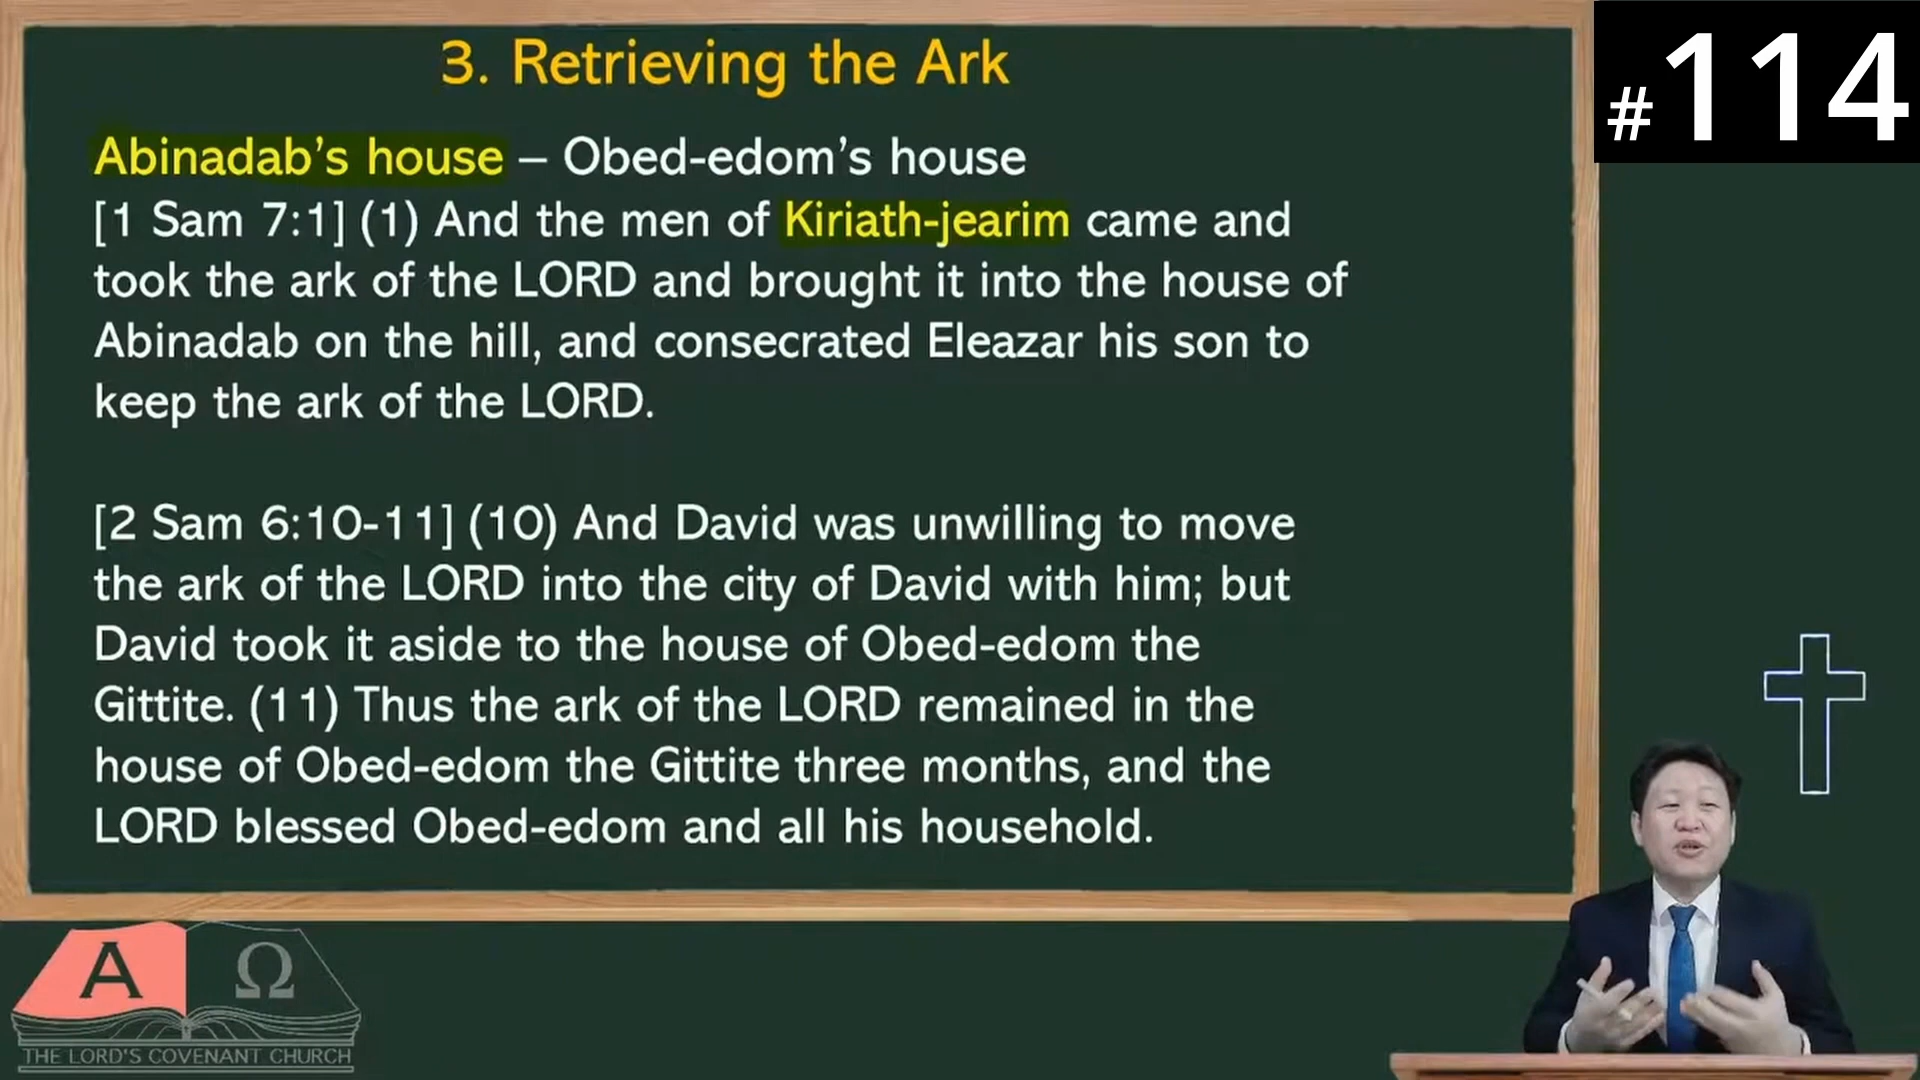 3. Retrieving the Ark
#114
Abinadab’s house – Obed-edom’s house
[1 Sam 7:1] (1) And the men of Kiriath-jearim came and
took the ark of the LORD and brought it into the house of
Abinadab on the hill, and consecrated Eleazar his son to
keep the ark of the LORD.
[2 Sam 6:10-11] (10) And David was unwilling to move
the ark of the LORD into the city of David with him; but
David took it aside to the house of Obed-edom the
Gittite. (11) Thus the ark of the LORD remained in the
house of Obed-edom the Gittite three months, and the
LORD blessed Obed-edom and all his household.
A Ω
THE LORD'S COVENANT CHURCH